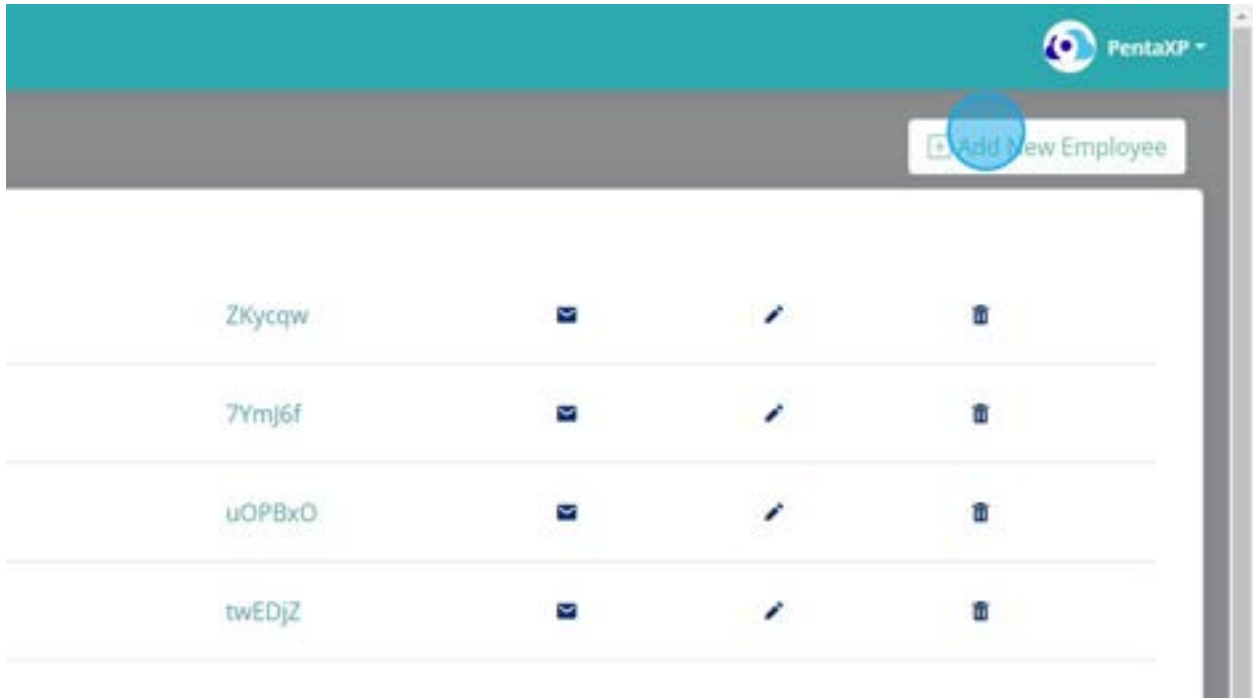 PentaXP
Add New Employee
ZKycqw
7YmJ6f
uOPBxO
twEDjZ